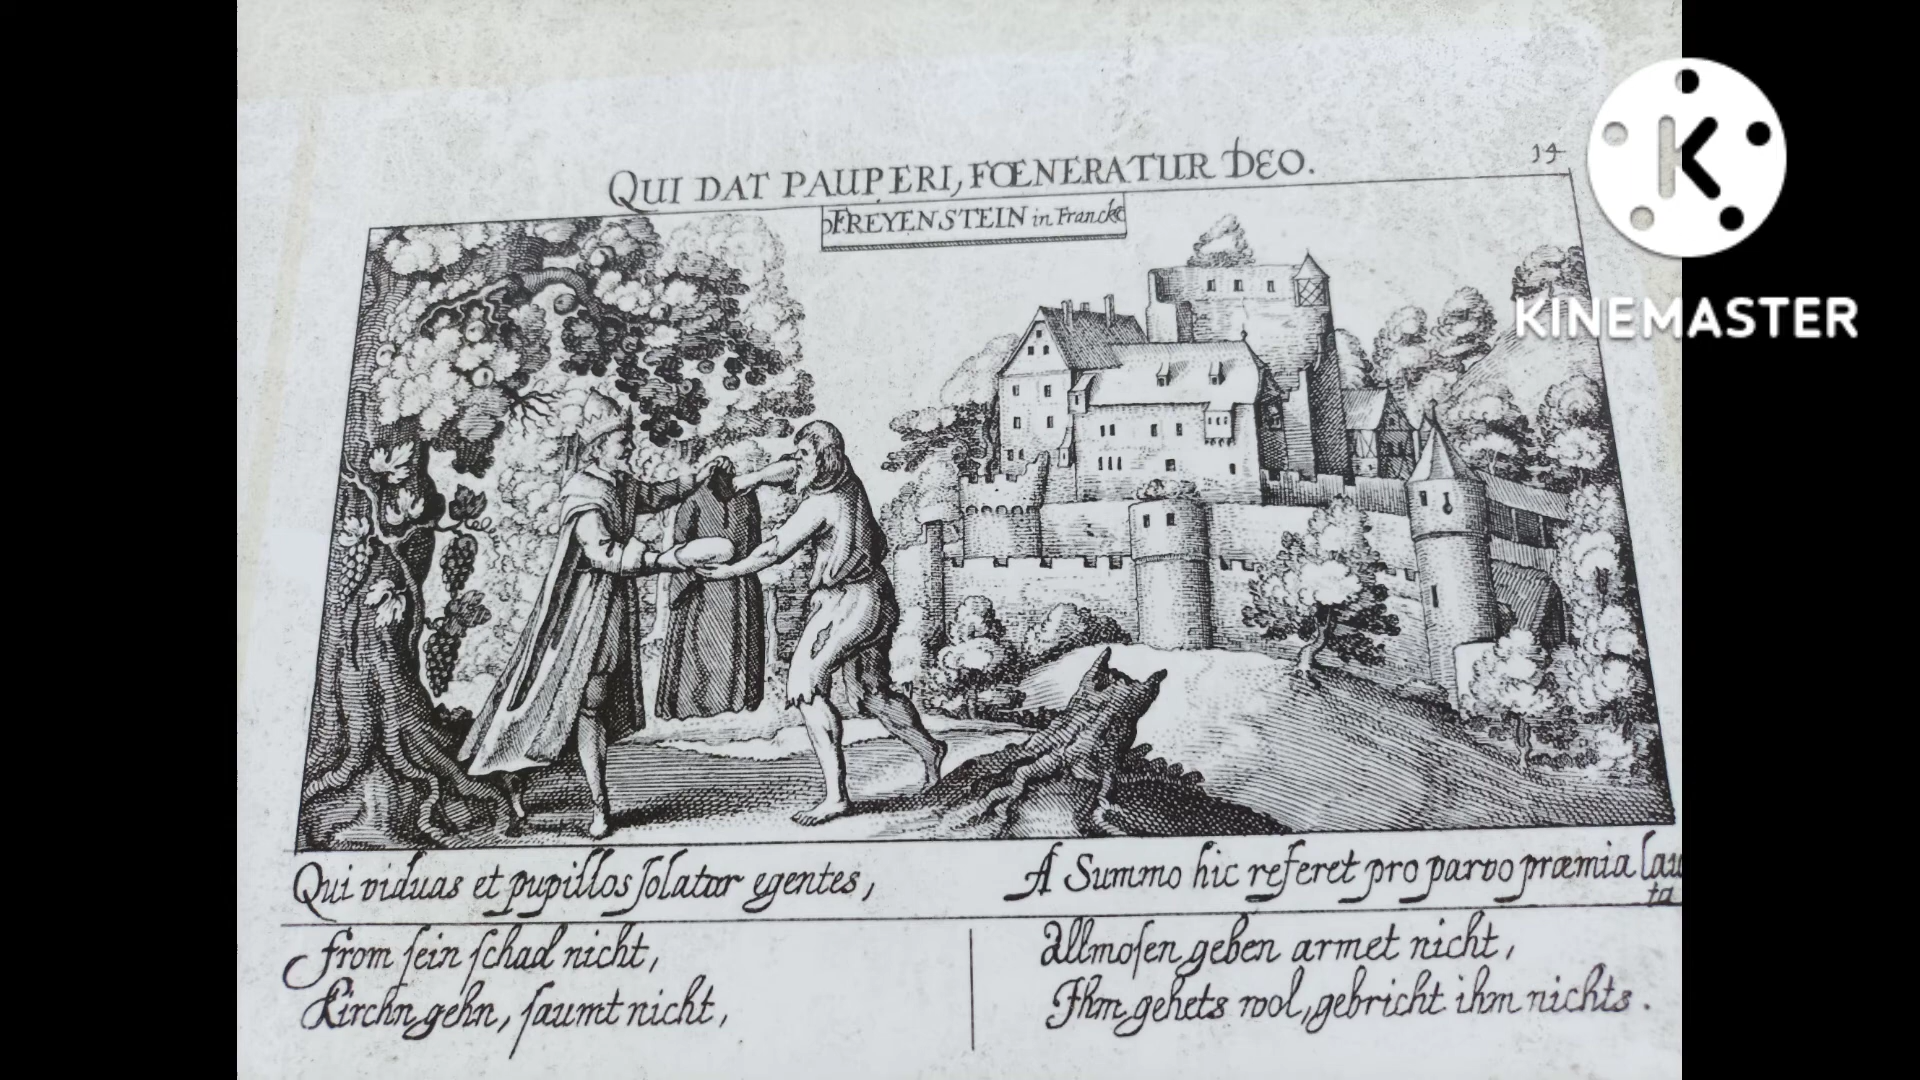 QUI DAT PAUPERI, FŒNERATUR DEO.
14
FREYENSTEIN in Francke
Qui viduas et pupillos ſolatur egentes,
A Summo hic referet pro parvo præmia lau
ta
From ſein ſchad nicht,
Kirchn gehn, ſaumt nicht,
Allmoſen geben armet nicht,
Ihm gehets wol, gebricht ihm nichts.
K
KINEMASTER